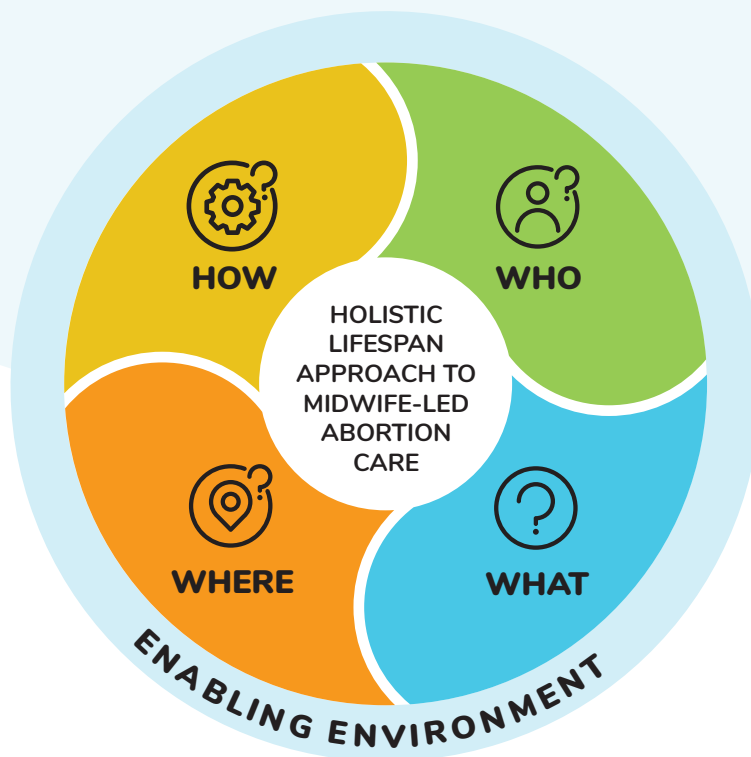 HOW
WHO
HOLISTIC
LIFESPAN
APPROACH TO
MIDWIFE-LED
ABORTION
CARE
WHERE
WHAT
ENABLING ENVIRONMENT